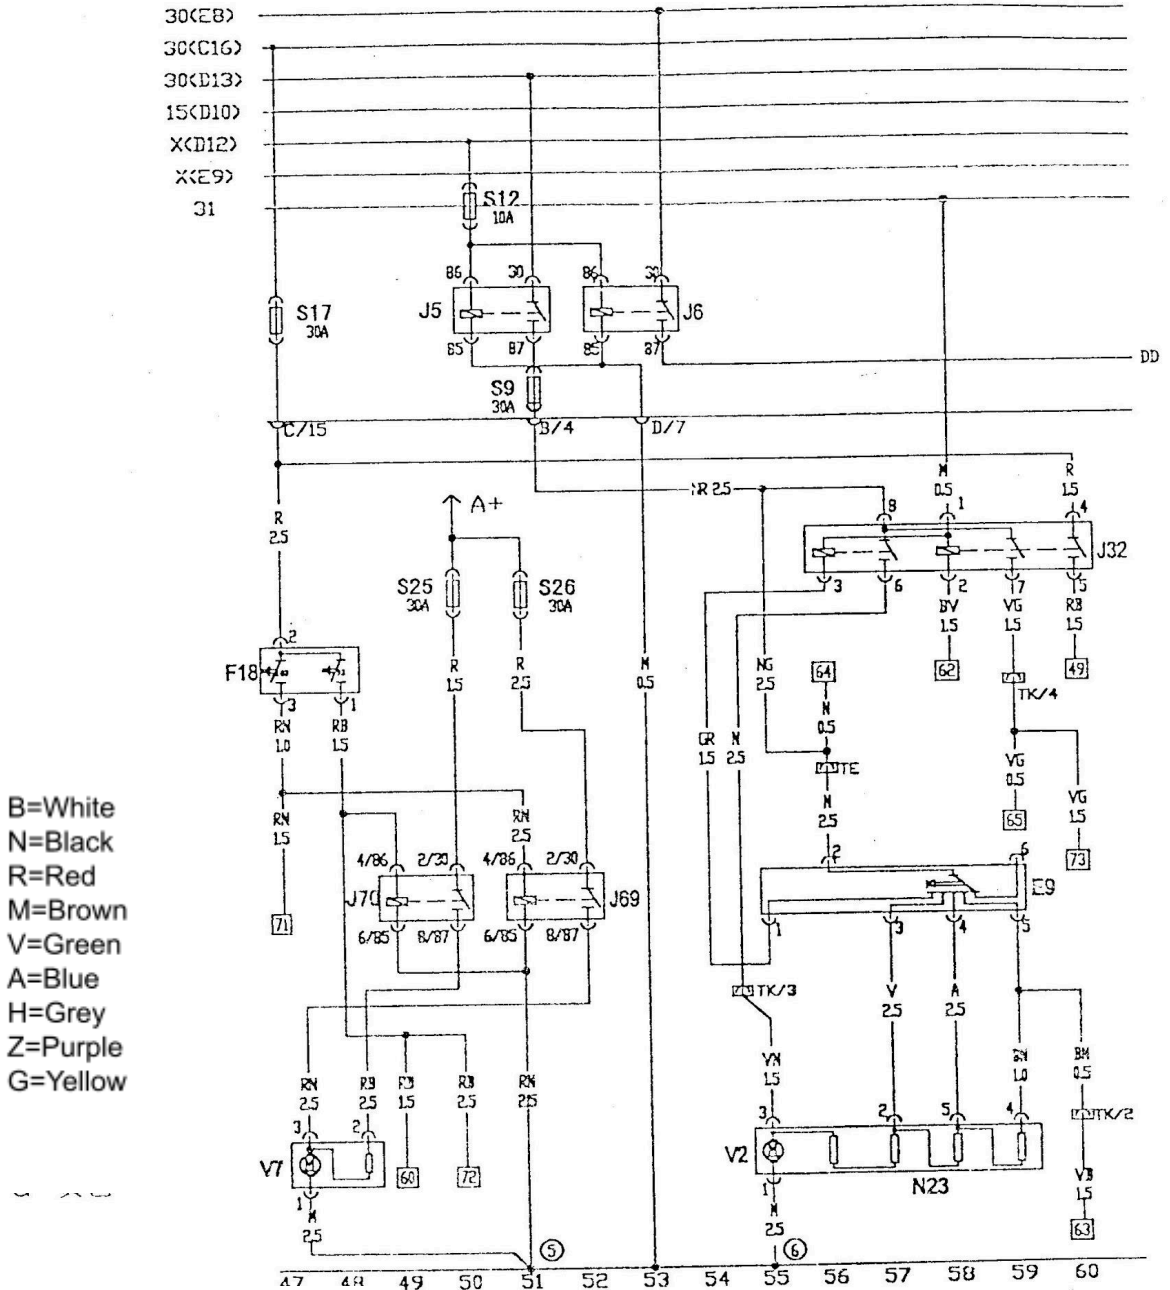 30(E8)
30(C16)
30(D13)
15(D10)
X(D12)
X(E9)
31
S12
10A
86 30 86 30
J5 J6
S17
30A
85 87 85 87
DD
S9
30A
C/15 B/4 D/7
NR 2.5
M
0.5
R
1.5
8 1 4
A+
R
2.5
J32
S25
30A
S26
30A
3 6 2 7 5
BV
1.5
VG
1.5
RB
1.5
2
F18
R
1.5
R
2.5
M
0.5
NG
2.5
64
62
49
TK/4
3 1
RN
1.0
RB
1.5
GR
1.5
N
2.5
N
0.5
TE
VG
0.5
VG
1.5
B=White
N=Black
R=Red
M=Brown
V=Green
A=Blue
H=Grey
Z=Purple
G=Yellow
RN
1.5
RN
2.5
N
2.5
65
73
4/86 2/30 4/86 2/30
2 6
J70 J69
E9
71
6/85 8/87 6/85 8/87
1 3 4 5
TK/3
V
2.5
A
2.5
VN
1.5
BN
1.0
BM
0.5
RN
2.5
RB
2.5
1.5
RB
2.5
RN
2.5
TK/2
3 2
3 2 5 4
V7
60
72
V2
N23
1
M
2.5
1
M
2.5
VB
1.5
63
5 6
47 48 49 50 51 52 53 54 55 56 57 58 59 60